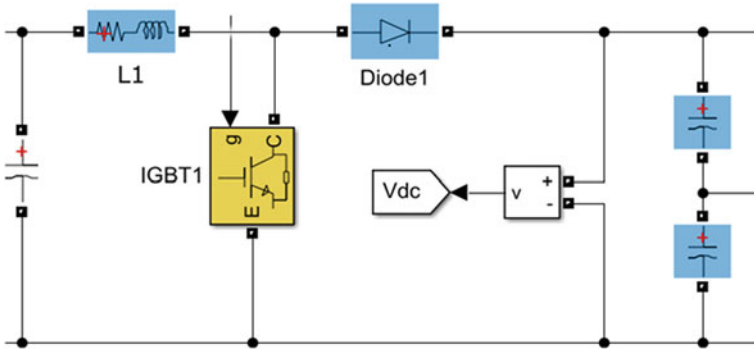 L1
Diode1
g
C
IGBT1
E
Vdc
v
+
-
+
+
+
+